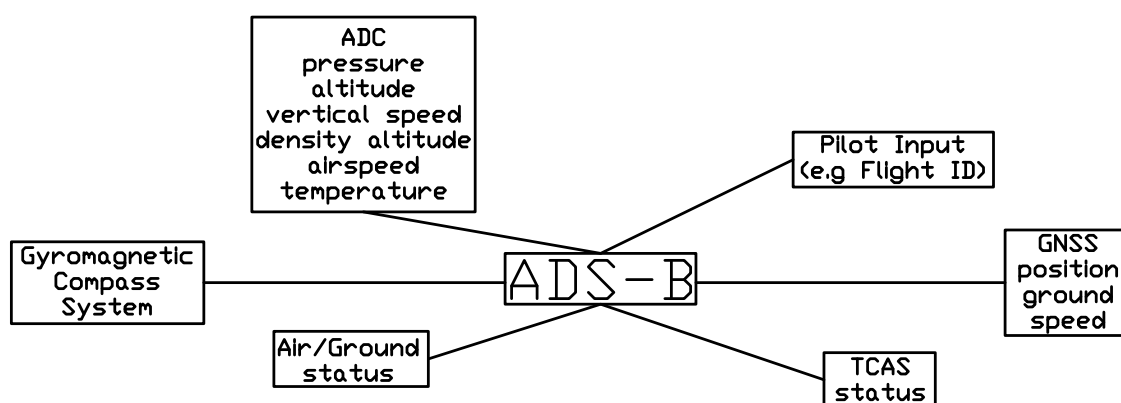 ADC
pressure
altitude
vertical speed
density altitude
airspeed
temperature
Pilot Input
(e.g Flight ID)
Gyromagnetic
Compass
System
ADS-B
GNSS
position
ground
speed
Air/Ground
status
TCAS
status